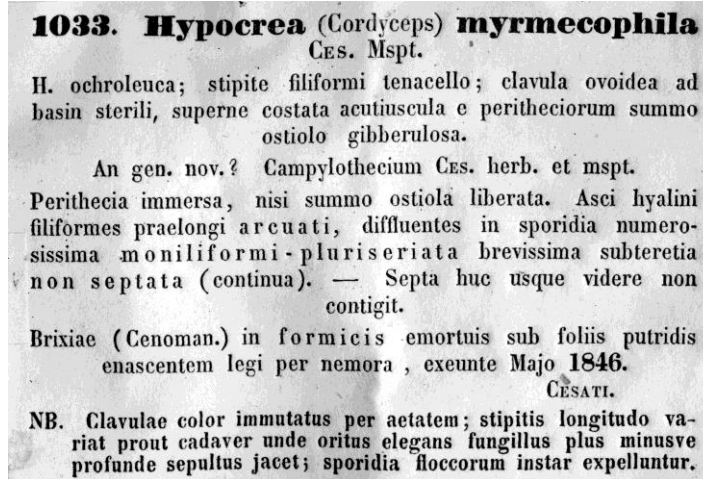 1033. Hypocrea (Cordyceps) myrmecophila
CES. Mspt.
H. ochroleuca; stipite filiformi tenacello; clavula ovoidea ad
basin sterili, superne costata acutiuscula e peritheciorum summo
ostiolo gibberulosa.
An gen. nov.? Campylothecium CES. herb. et mspt.
Perithecia immersa, nisi summo ostiola liberata. Asci hyalini
filiformes praelongi arcuati, diffluentes in sporidia numero-
sissima moniliformi-pluriseriata brevissima subteretia
non septata (continua). — Septa huc usque videre non
contigit.
Brixiae (Cenoman.) in formicis emortuis sub foliis putridis
enascentem legi per nemora, exeunte Majo 1846.
CESATI.
NB. Clavulae color immutatus per aetatem; stipitis longitudo va-
riat prout cadaver unde oritus elegans fungillus plus minusve
profunde sepultus jacet; sporidia floccorum instar expelluntur.